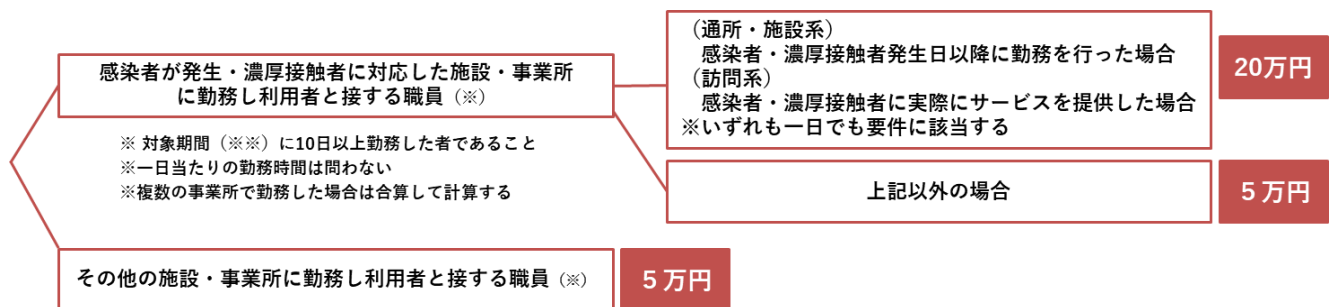 感染者が発生・濃厚接触者に対応した施設・事業所
に勤務し利用者と接する職員（※）
※ 対象期間（※※）に10日以上勤務した者であること
※一日当たりの勤務時間は問わない
※複数の事業所で勤務した場合は合算して計算する
（通所・施設系）
感染者・濃厚接触者発生日以降に勤務を行った場合
（訪問系）
感染者・濃厚接触者に実際にサービスを提供した場合
※いずれも一日でも要件に該当する
20万円
上記以外の場合
５万円
その他の施設・事業所に勤務し利用者と接する職員（※）
５万円